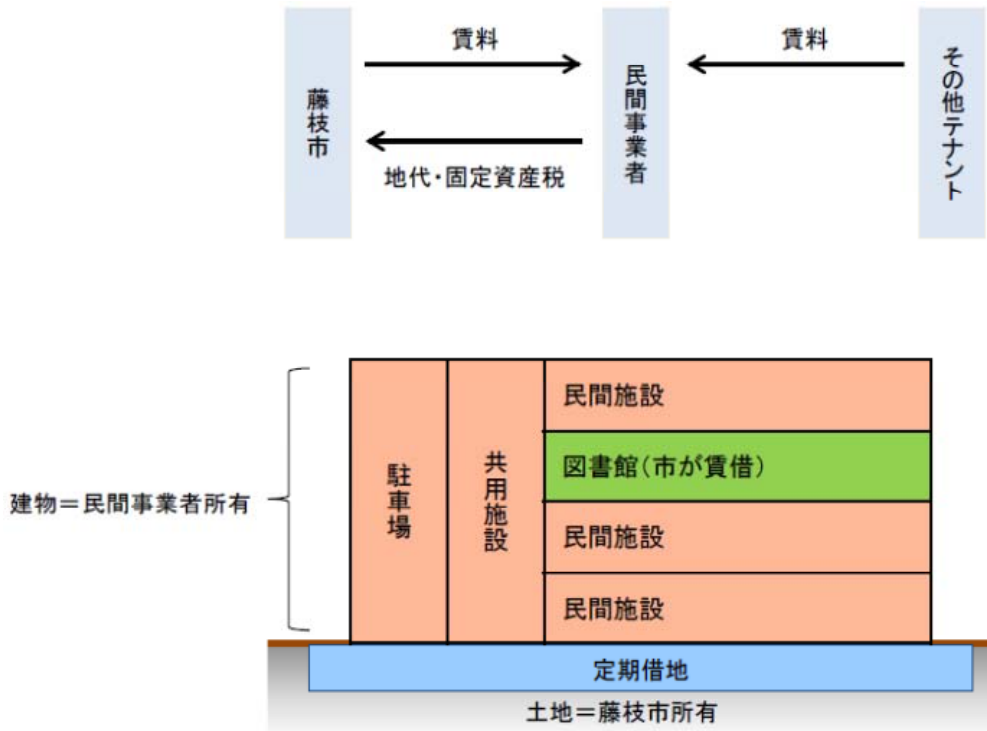 賃料
賃料
藤枝市
民間事業者
その他テナント
地代・固定資産税
民間施設
図書館(市が賃借)
駐車場
共用施設
建物=民間事業者所有
民間施設
民間施設
定期借地
土地=藤枝市所有